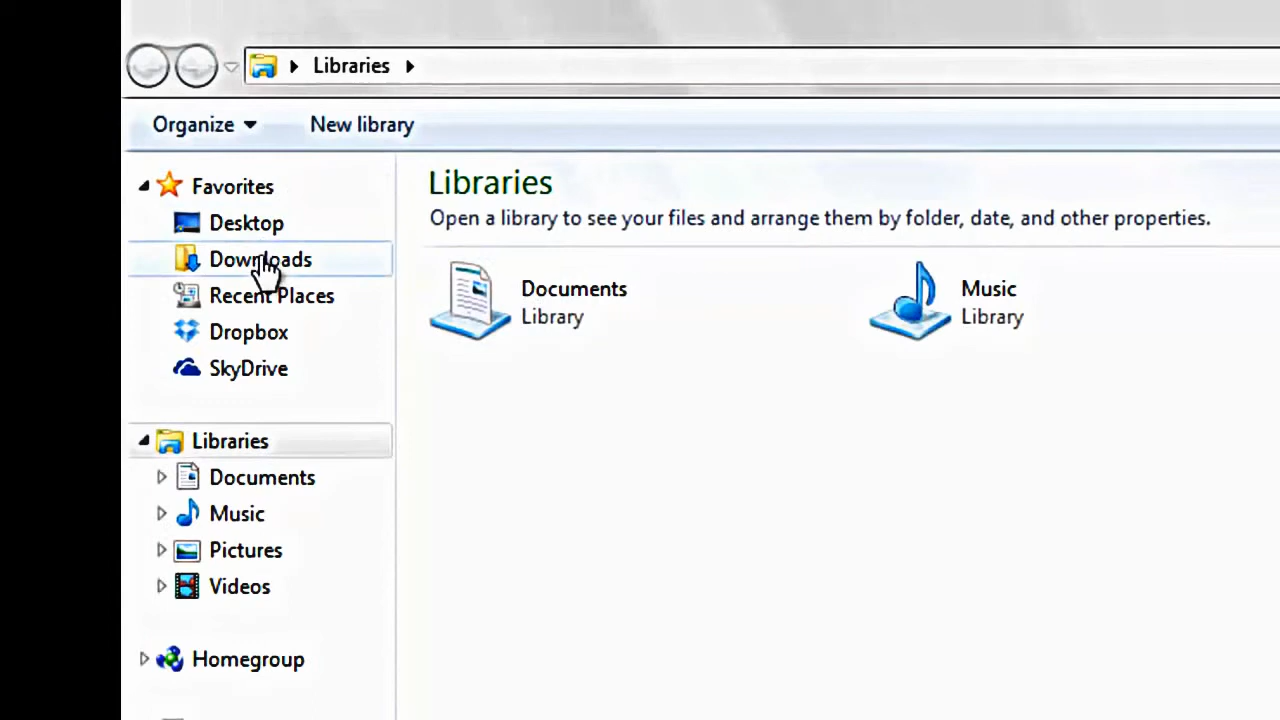 Libraries
Organize
New library
Favorites
Desktop
Downloads
Recent Places
Dropbox
SkyDrive
Libraries
Documents
Music
Pictures
Videos
Homegroup
Libraries
Open a library to see your files and arrange them by folder, date, and other properties.
Documents
Library
Music
Library